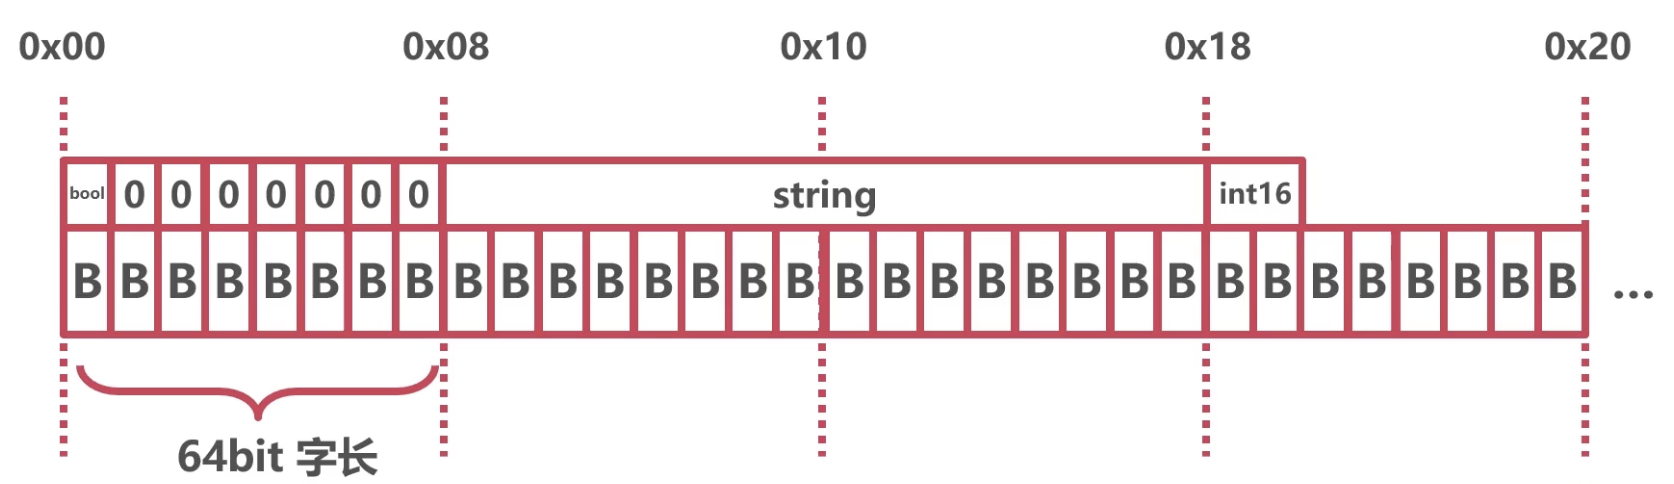 0x00 0x08 0x10 0x18 0x20
bool 0 0 0 0 0 0 0 string int16
B B B B B B B B B B B B B B B B B B B B B B B B B B B B B B B B ...
64bit 字长